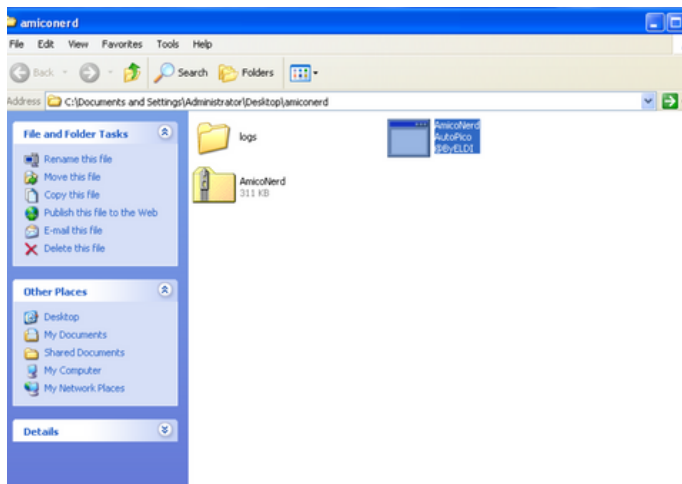 amiconerd
File Edit View Favorites Tools Help
Back Search Folders
Address C:\Documents and Settings\Administrator\Desktop\amiconerd
File and Folder Tasks
Rename this file
Move this file
Copy this file
Publish this file to the Web
E-mail this file
Delete this file
Other Places
Desktop
My Documents
Shared Documents
My Computer
My Network Places
Details
logs
AmicoNerd
AutoPico
@ByELDI
AmicoNerd
311 KB